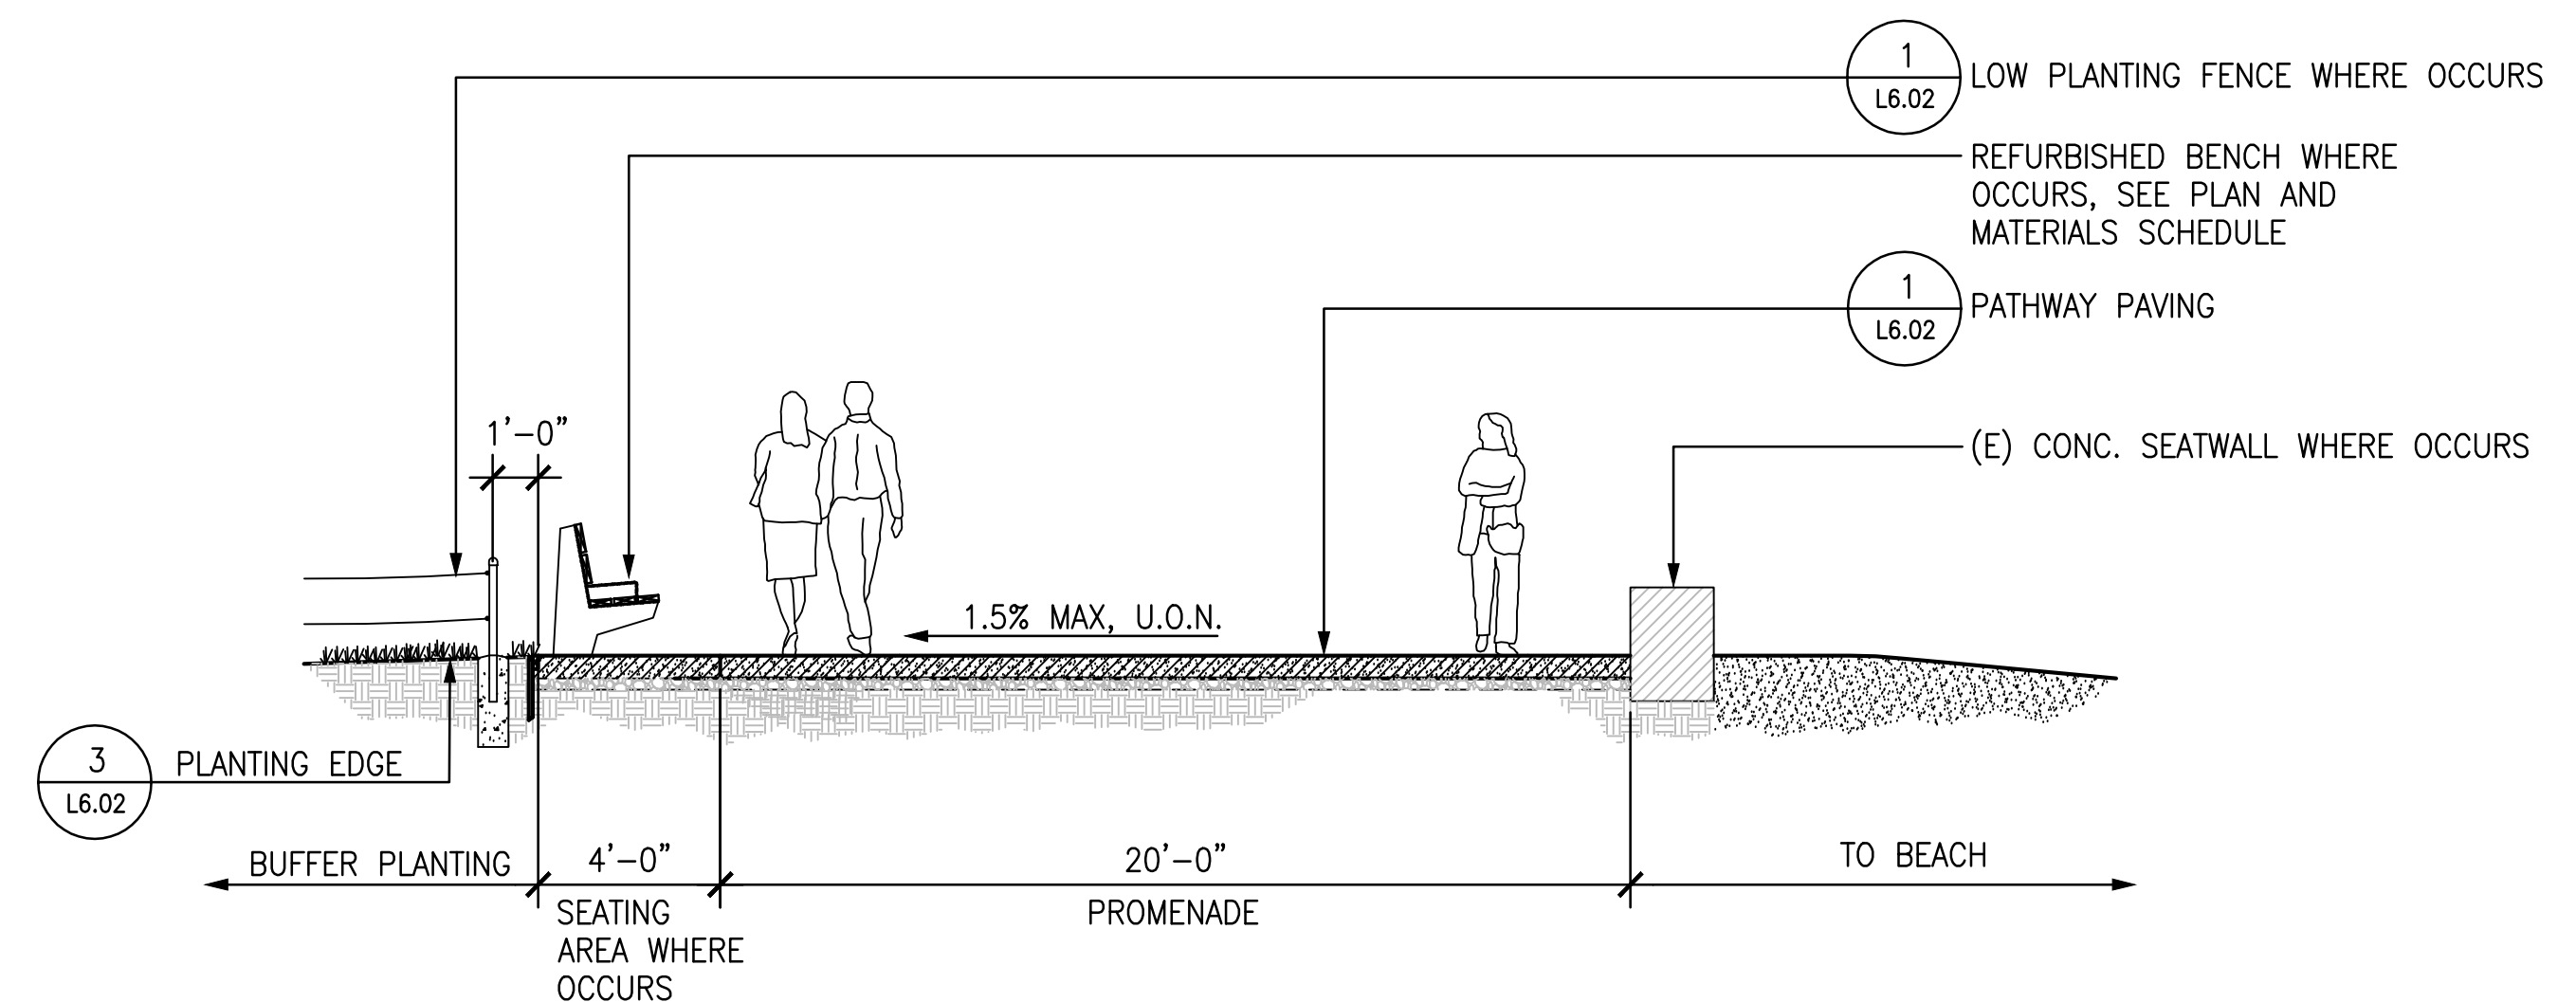 1
L6.02
LOW PLANTING FENCE WHERE OCCURS
REFURBISHED BENCH WHERE
OCCURS, SEE PLAN AND
MATERIALS SCHEDULE
1
L6.02
PATHWAY PAVING
1'-0"
(E) CONC. SEATWALL WHERE OCCURS
1.5% MAX, U.O.N.
3
L6.02
PLANTING EDGE
BUFFER PLANTING
4'-0"
20'-0"
TO BEACH
SEATING
AREA WHERE
OCCURS
PROMENADE